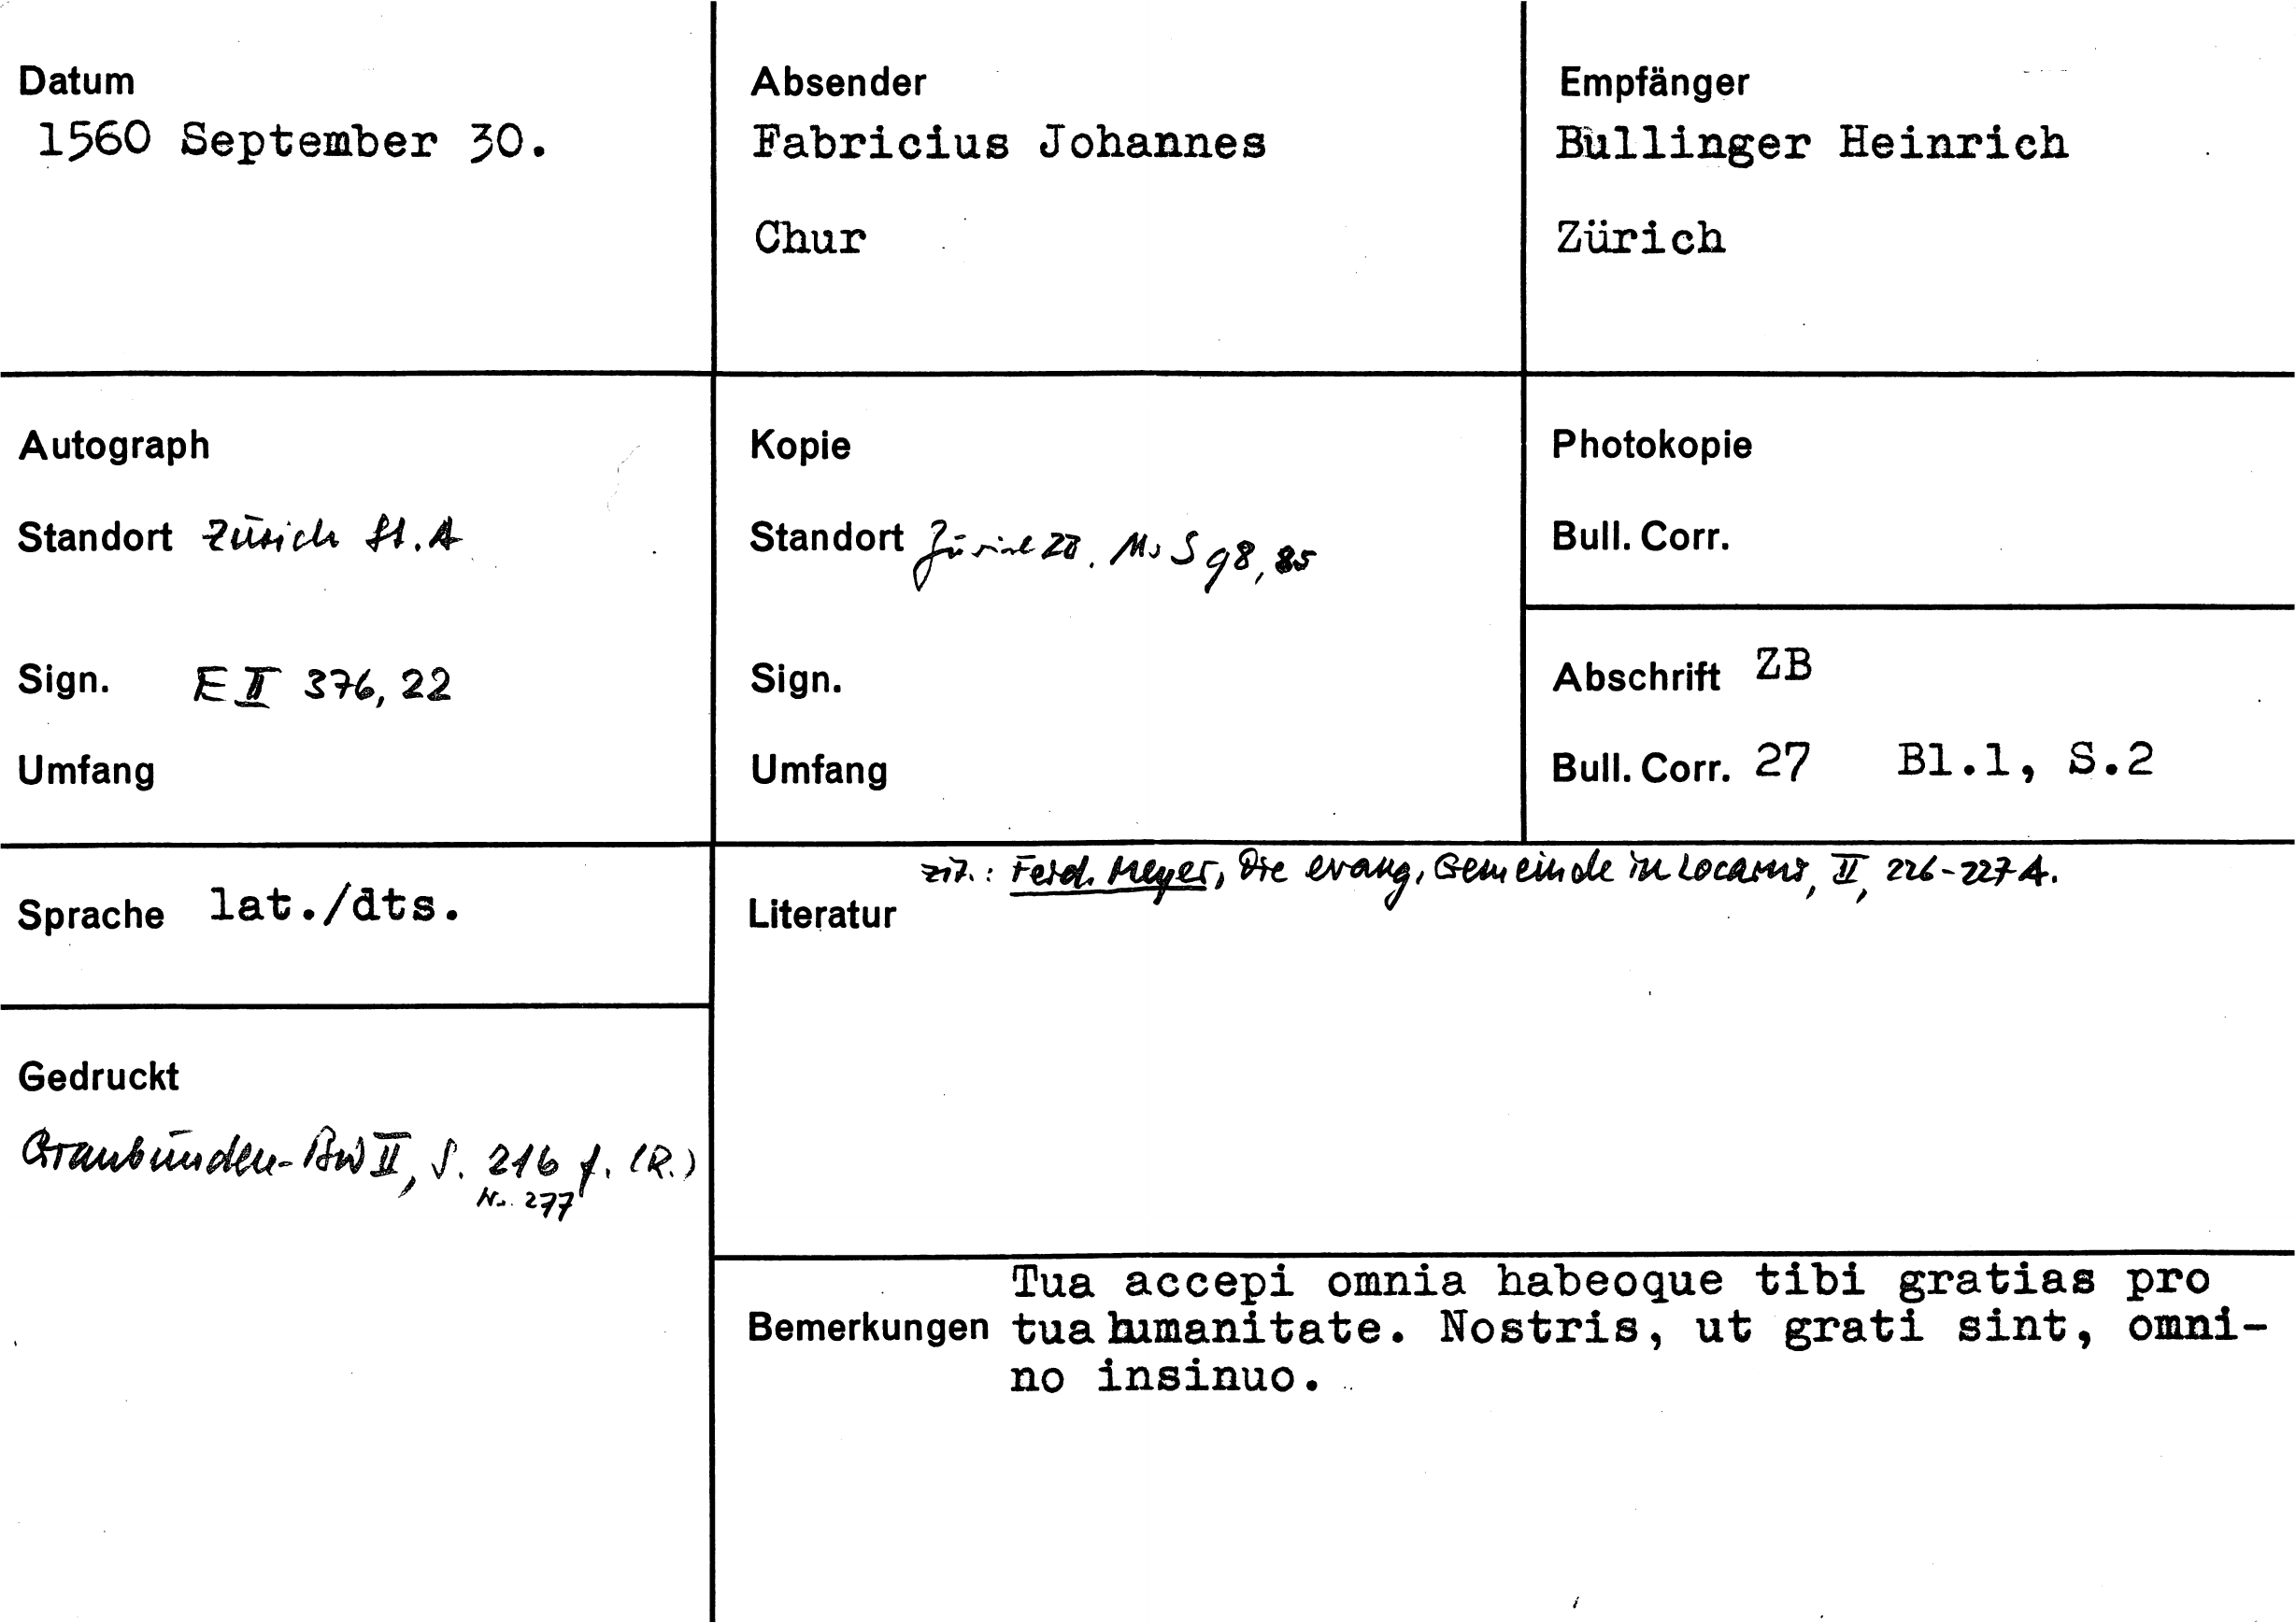 Datum
1560 September 30.
Absender
Fabricius Johannes
Chur
Empfänger
Bullinger Heinrich
Zürich
Autograph
Standort Zürich St.A
Sign. E II 376, 22
Umfang
Kopie
Standort Zürich ZB. Ms S 98, 85
Sign.
Umfang
Photokopie
Bull. Corr.
Abschrift ZB
Bull. Corr. 27 Bl.1, S.2
Sprache lat./dts.
zit.: Ferd. Meyer, Die evang. Gemeinde in Locarno, II, 226-227 A.
Literatur
Gedruckt
Graubünden-BW II, S. 216 f. (R.)
No. 277
Tua accepi omnia habeoque tibi gratias pro
Bemerkungen tua humanitate. Nostris, ut grati sint, omni-
no insinuo.